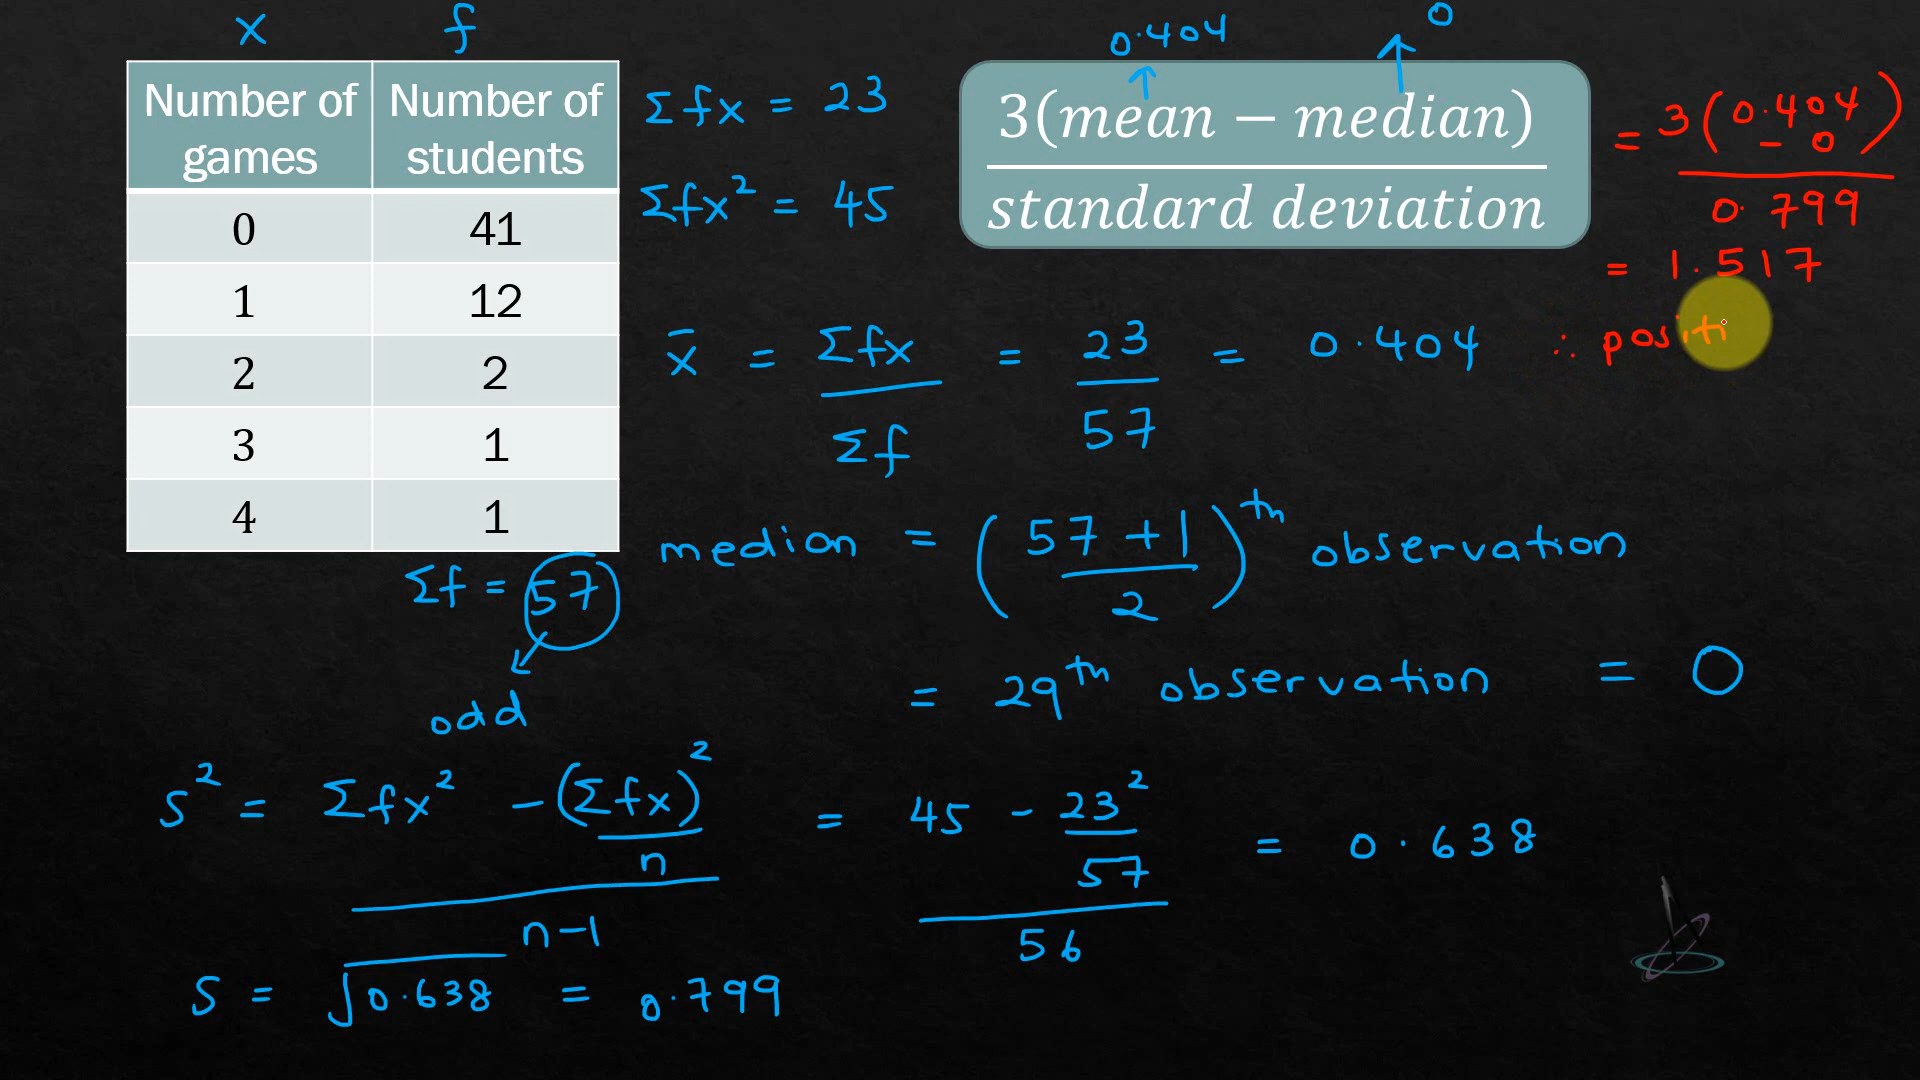 x f
Number of games Number of students
0 41
1 12
2 2
3 1
4 1
Σf = 57
odd
Σfx = 23
Σfx² = 45
0.404 0
3(mean − median)
standard deviation
= 3(0.404 − 0)
0.799
= 1.517
∴ positi
x̄ = Σfx / Σf = 23 / 57 = 0.404
median = (57 + 1 / 2)th observation
= 29th observation = 0
s² = Σfx² − (Σfx)² / n = 45 − 23² / 57 = 0.638
n−1 56
s = √0.638 = 0.799